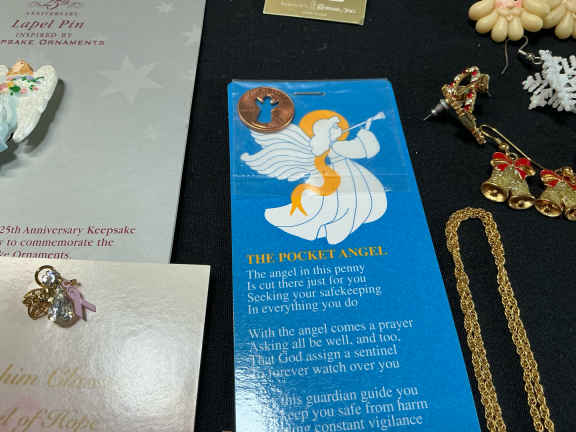 ANNIVERSARY
Lapel Pin
INSPIRED BY
ORNAMENTS
25th Anniversary Keepsake
to commemorate the
Ornaments
THE POCKET ANGEL
The angel in this penny
Is cut there just for you
Seeking your safekeeping
In everything you do
With the angel comes a prayer
Asking all be well, and too,
That God assign a sentinel
To forever watch over you
this guardian guide you
keep you safe from harm
constant vigilance
of Hope